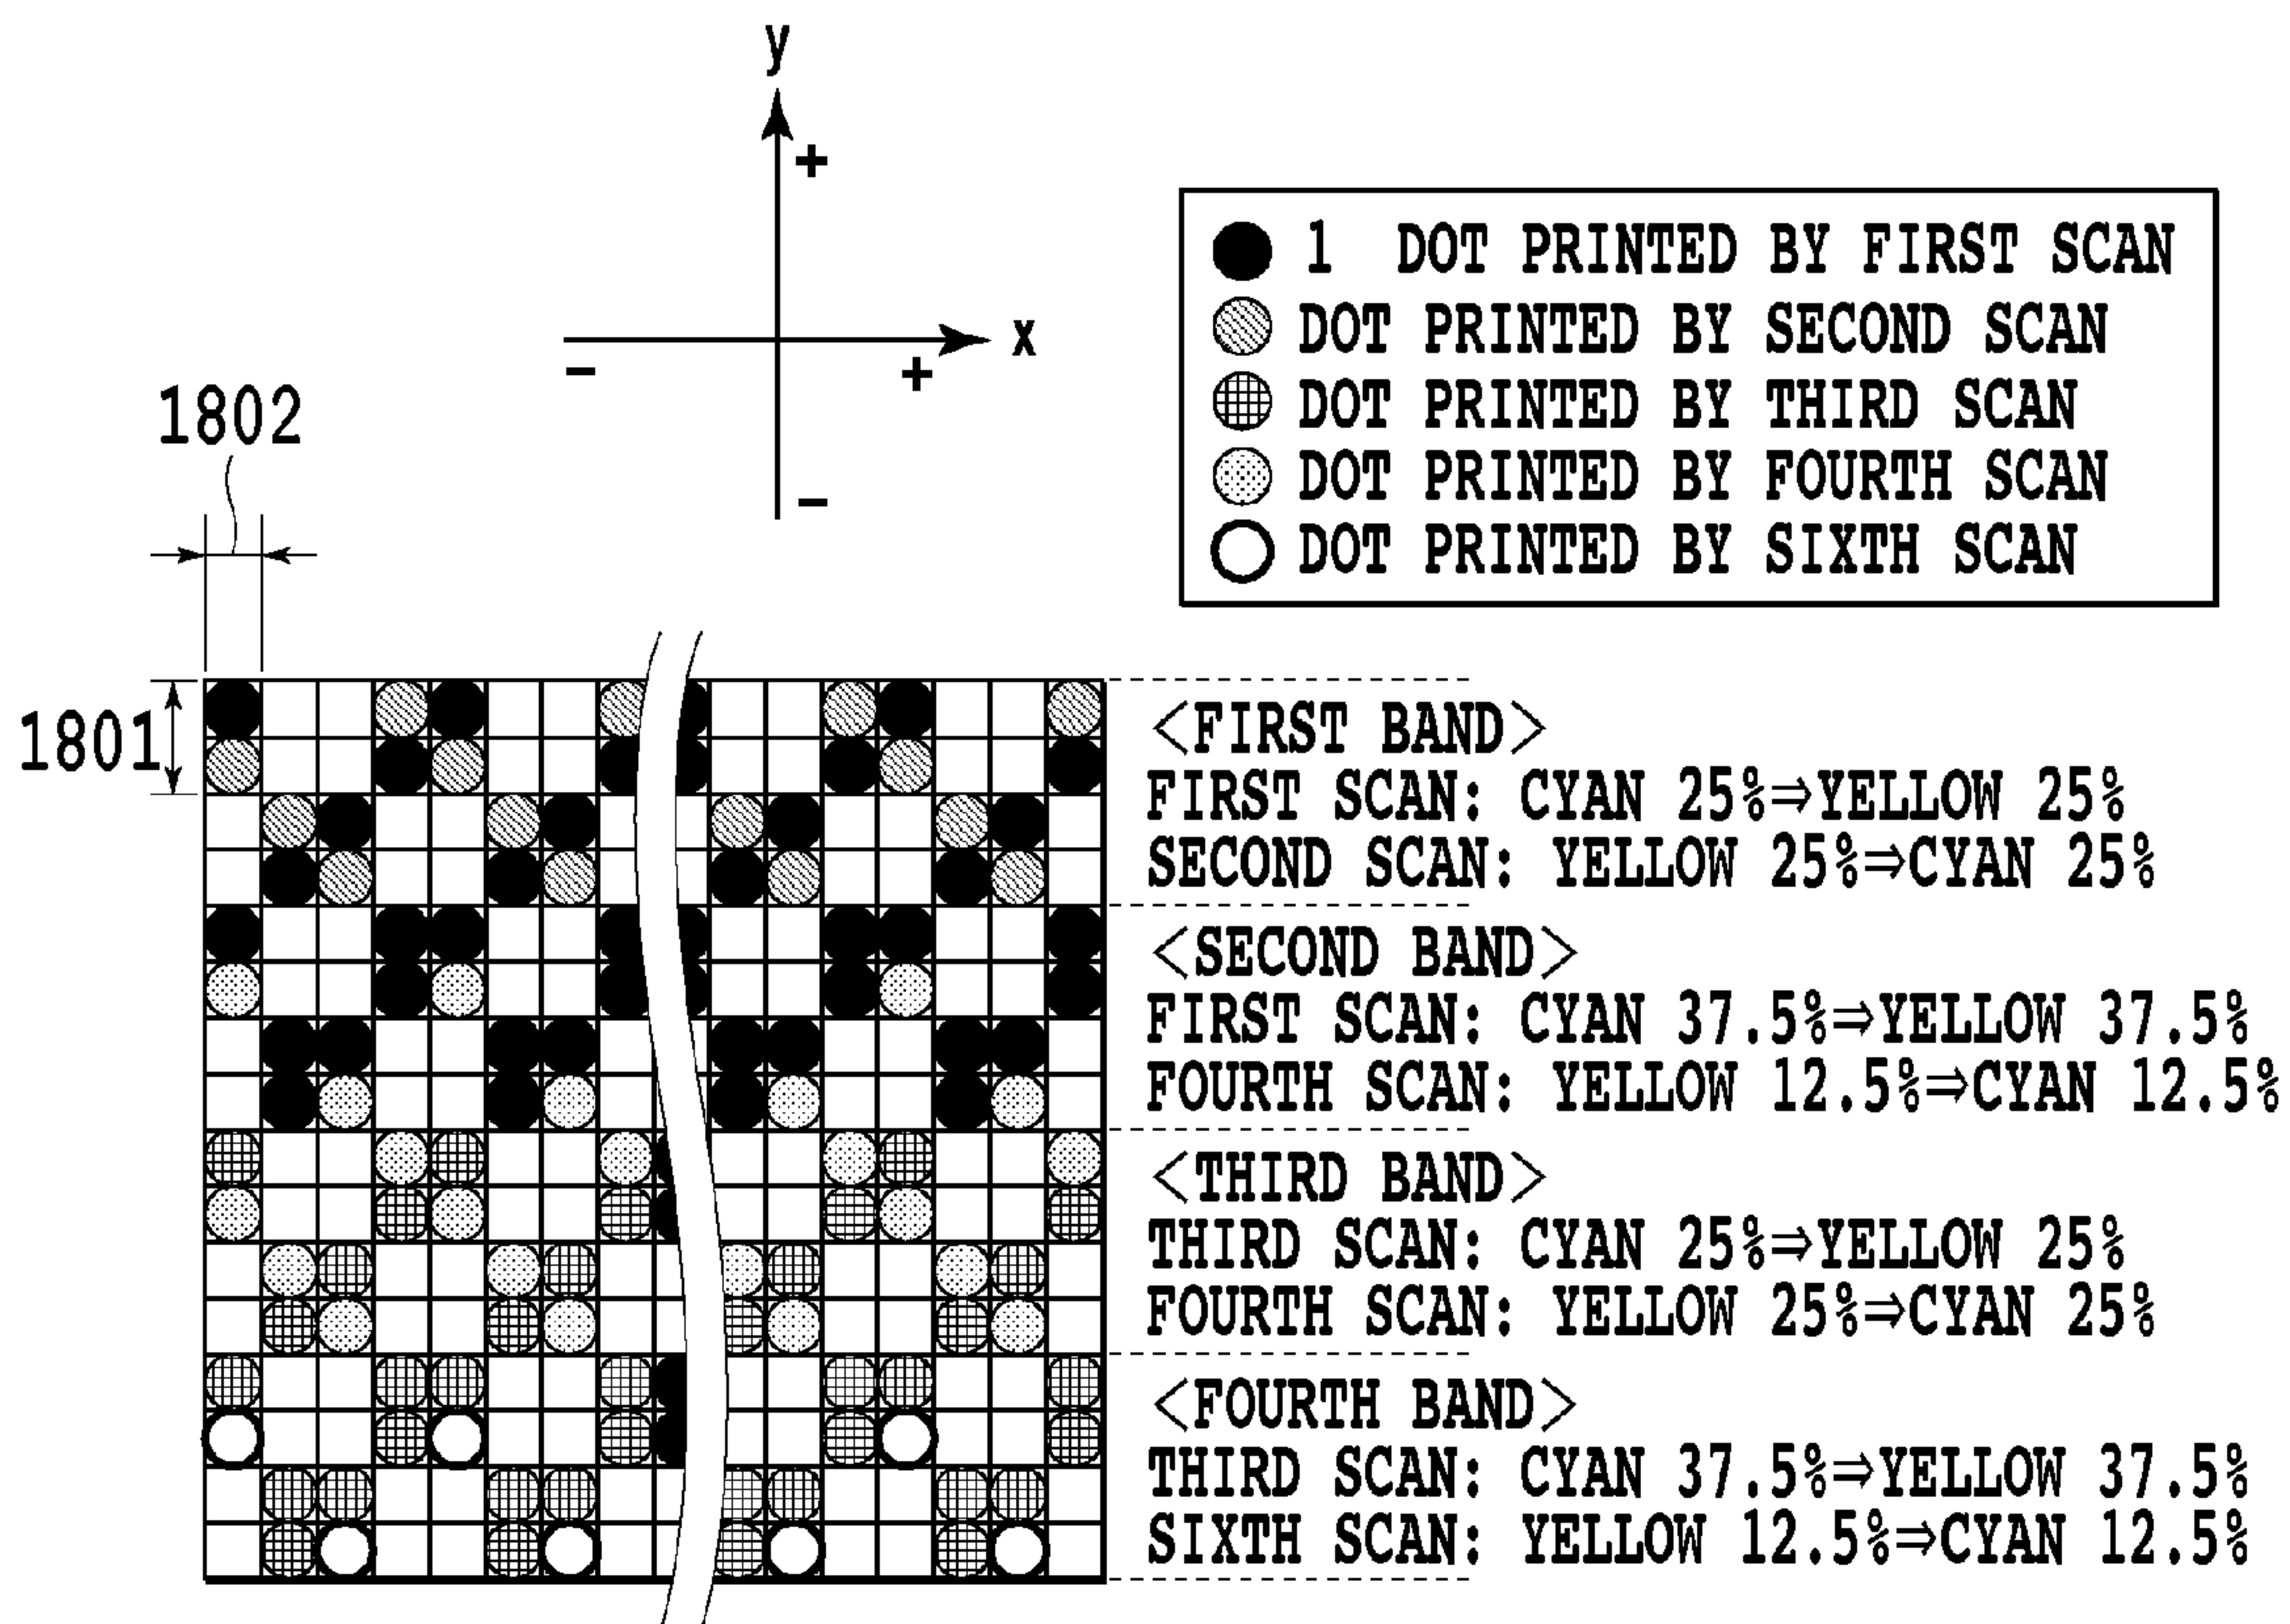 y
+
x
−
+
−
1 DOT PRINTED BY FIRST SCAN
DOT PRINTED BY SECOND SCAN
DOT PRINTED BY THIRD SCAN
DOT PRINTED BY FOURTH SCAN
DOT PRINTED BY SIXTH SCAN
1802
1801
<FIRST BAND>
FIRST SCAN: CYAN 25%⇒YELLOW 25%
SECOND SCAN: YELLOW 25%⇒CYAN 25%
<SECOND BAND>
FIRST SCAN: CYAN 37.5%⇒YELLOW 37.5%
FOURTH SCAN: YELLOW 12.5%⇒CYAN 12.5%
<THIRD BAND>
THIRD SCAN: CYAN 25%⇒YELLOW 25%
FOURTH SCAN: YELLOW 25%⇒CYAN 25%
<FOURTH BAND>
THIRD SCAN: CYAN 37.5%⇒YELLOW 37.5%
SIXTH SCAN: YELLOW 12.5%⇒CYAN 12.5%